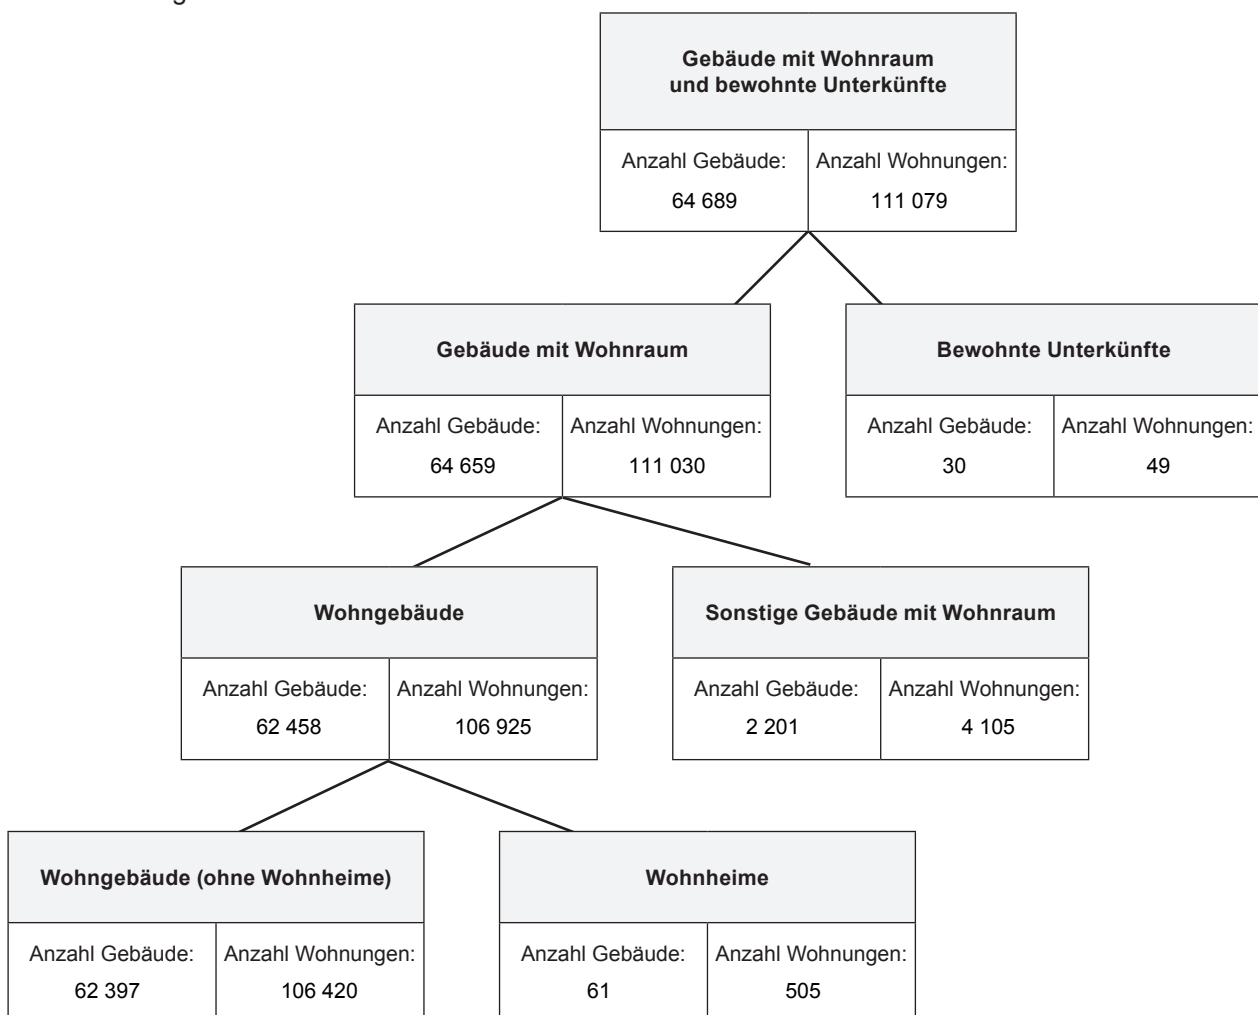 Gebäude mit Wohnraum
und bewohnte Unterkünfte
Anzahl Gebäude: Anzahl Wohnungen:
64 689 111 079
Gebäude mit Wohnraum
Anzahl Gebäude: Anzahl Wohnungen:
64 659 111 030
Bewohnte Unterkünfte
Anzahl Gebäude: Anzahl Wohnungen:
30 49
Wohngebäude
Anzahl Gebäude: Anzahl Wohnungen:
62 458 106 925
Sonstige Gebäude mit Wohnraum
Anzahl Gebäude: Anzahl Wohnungen:
2 201 4 105
Wohngebäude (ohne Wohnheime)
Anzahl Gebäude: Anzahl Wohnungen:
62 397 106 420
Wohnheime
Anzahl Gebäude: Anzahl Wohnungen:
61 505